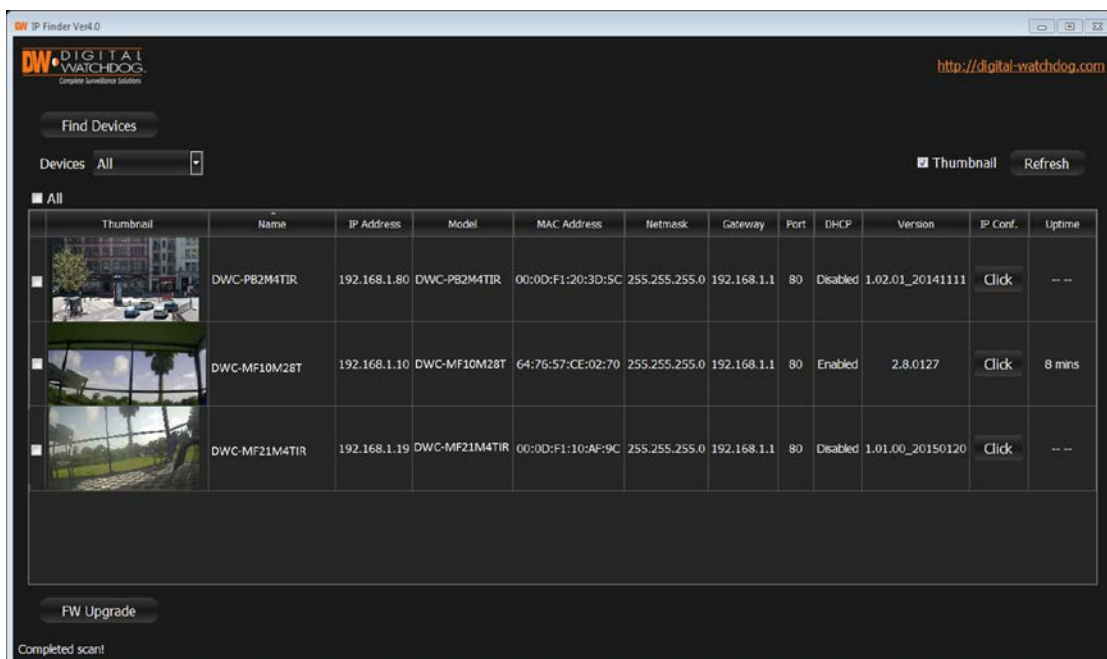 DW IP Finder Ver4.0
DW DIGITAL
WATCHDOG.
Complete Surveillance Solutions
http://digital-watchdog.com
Find Devices
Devices All
Thumbnail Refresh
All
Thumbnail Name IP Address Model MAC Address Netmask Gateway Port DHCP Version IP Conf. Uptime
DWC-PB2M4TIR 192.168.1.80 DWC-PB2M4TIR 00:0D:F1:20:3D:5C 255.255.255.0 192.168.1.1 80 Disabled 1.02.01_20141111 Click -- --
DWC-MF10M28T 192.168.1.10 DWC-MF10M28T 64:76:57:CE:02:70 255.255.255.0 192.168.1.1 80 Enabled 2.8.0127 Click 8 mins
DWC-MF21M4TIR 192.168.1.19 DWC-MF21M4TIR 00:0D:F1:10:AF:9C 255.255.255.0 192.168.1.1 80 Disabled 1.01.00_20150120 Click -- --
FW Upgrade
Completed scan!